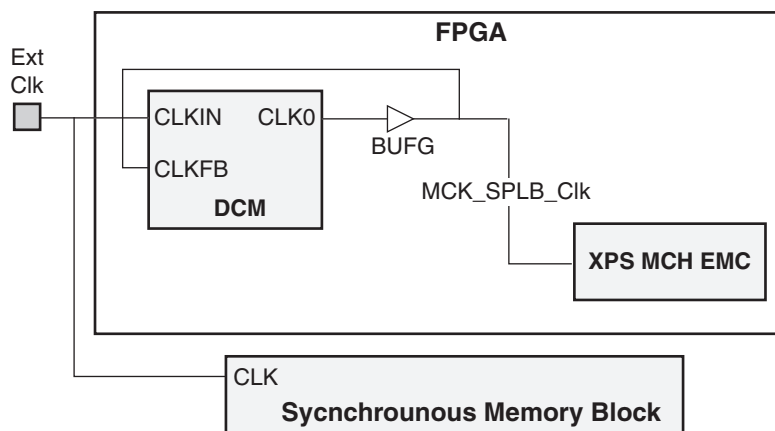 FPGA
Ext
Clk
CLKIN CLK0
BUFG
CLKFB
DCM
MCK_SPLB_Clk
XPS MCH EMC
CLK
Sycnchrounous Memory Block